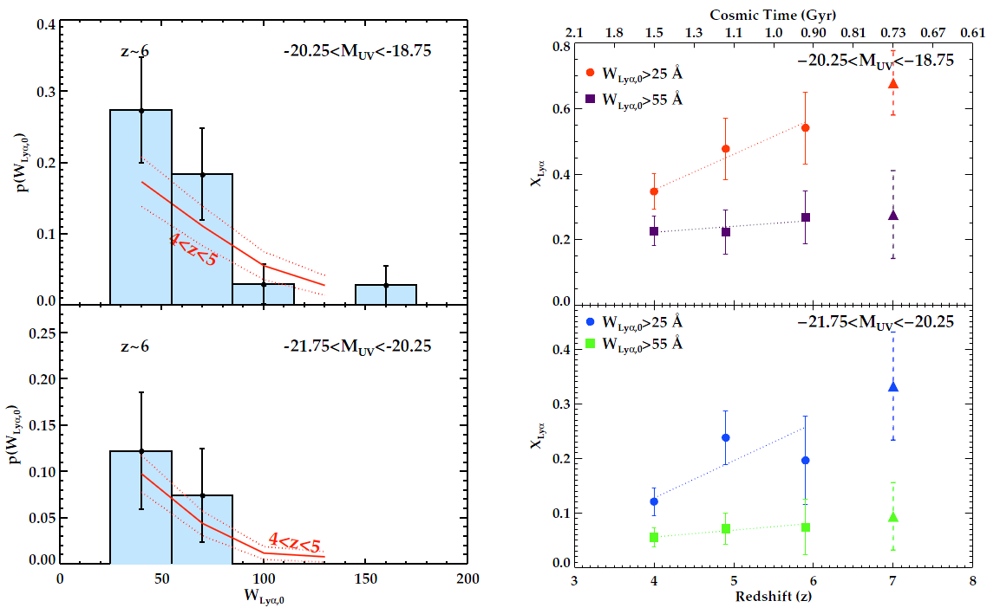 0.4
z~6
-20.25<M_UV<-18.75
0.3
0.2
0.1
0.0
p(W_Lyα,0)
4<z<5
0.25
z~6
-21.75<M_UV<-20.25
0.20
0.15
0.10
0.05
0.00
p(W_Lyα,0)
4<z<5
0 50 100 150 200
W_Lyα,0
Cosmic Time (Gyr)
2.1 1.8 1.5 1.3 1.1 1.0 0.90 0.81 0.73 0.67 0.61
0.8
−20.25<M_UV<−18.75
W_Lyα,0>25 Å
W_Lyα,0>55 Å
0.6
0.4
0.2
0.0
X_Lyα
−21.75<M_UV<−20.25
W_Lyα,0>25 Å
W_Lyα,0>55 Å
0.4
0.3
0.2
0.1
0.0
X_Lyα
3 4 5 6 7 8
Redshift (z)